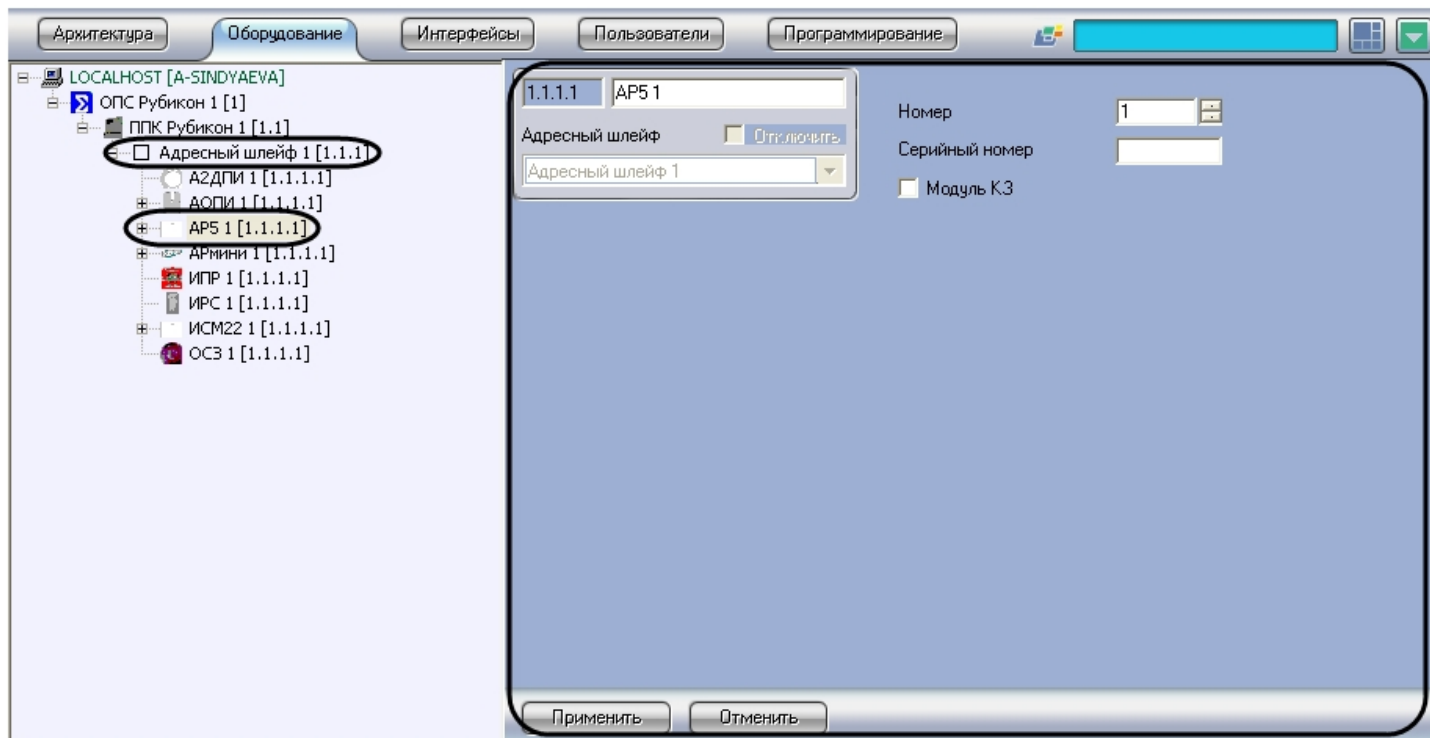 Архитектура Оборудование Интерфейсы Пользователи Программирование
LOCALHOST [A-SINDYAEVA]
ОПС Рубикон 1 [1]
ППК Рубикон 1 [1.1]
Адресный шлейф 1 [1.1.1]
А2ДПИ 1 [1.1.1.1]
АОПИ 1 [1.1.1.1]
АР5 1 [1.1.1.1]
АРмини 1 [1.1.1.1]
ИПР 1 [1.1.1.1]
ИРС 1 [1.1.1.1]
ИСМ22 1 [1.1.1.1]
ОСЗ 1 [1.1.1.1]
1.1.1.1 АР5 1
Адресный шлейф Отключить
Адресный шлейф 1
Номер 1
Серийный номер
Модуль КЗ
Применить Отменить